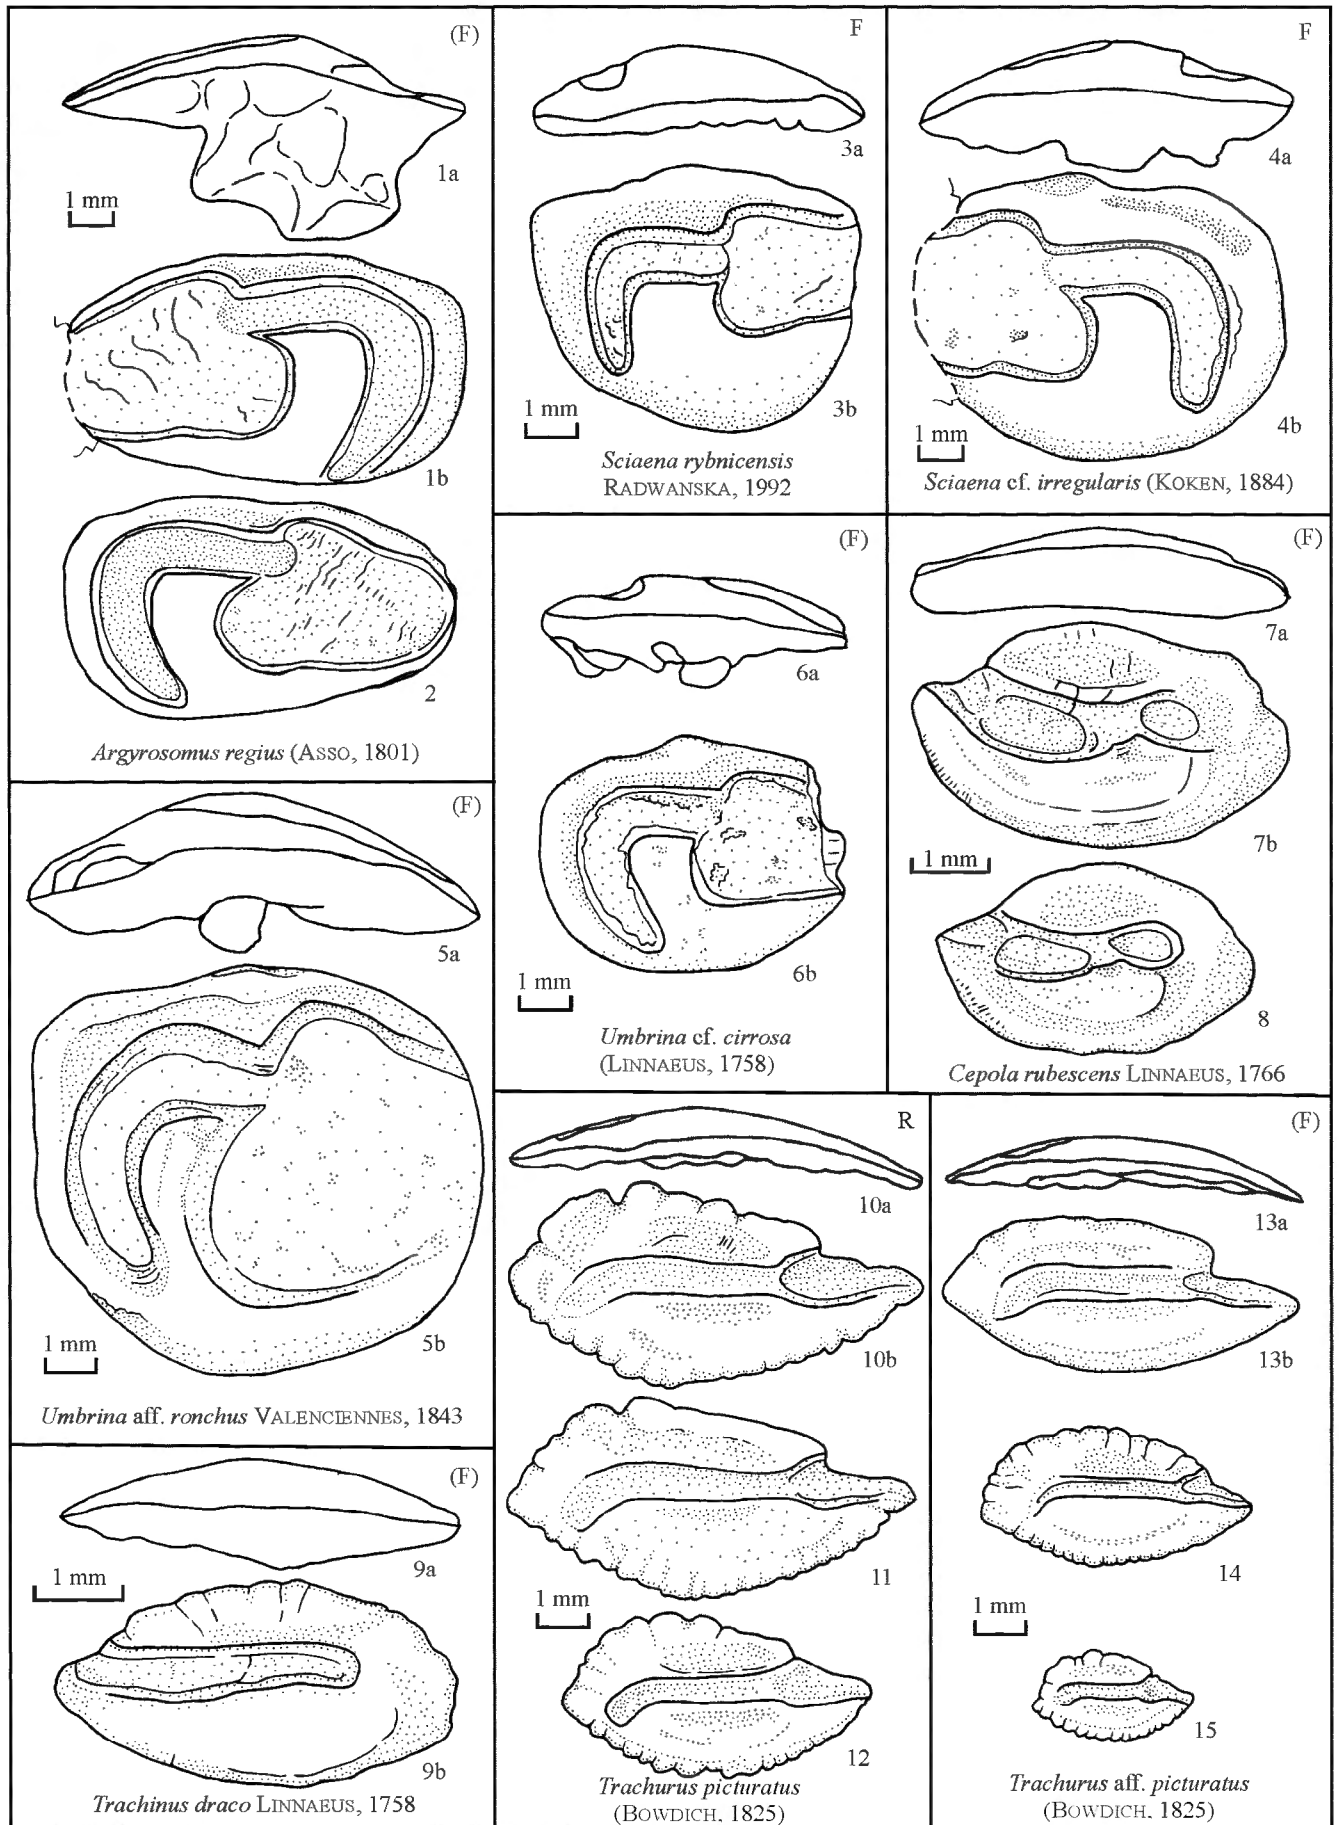 (F)
1a
1 mm
1b
2
Argyrosomus regius (ASSO, 1801)
F
3a
3b
1 mm
Sciaena rybnicensis
RADWANSKA, 1992
F
4a
4b
1 mm
Sciaena cf. irregularis (KOKEN, 1884)
(F)
5a
5b
1 mm
Umbrina aff. ronchus VALENCIENNES, 1843
(F)
6a
6b
1 mm
Umbrina cf. cirrosa
(LINNAEUS, 1758)
(F)
7a
7b
1 mm
8
Cepola rubescens LINNAEUS, 1766
(F)
9a
1 mm
9b
Trachinus draco LINNAEUS, 1758
R
10a
10b
11
1 mm
12
Trachurus picturatus
(BOWDICH, 1825)
(F)
13a
13b
14
1 mm
15
Trachurus aff. picturatus
(BOWDICH, 1825)